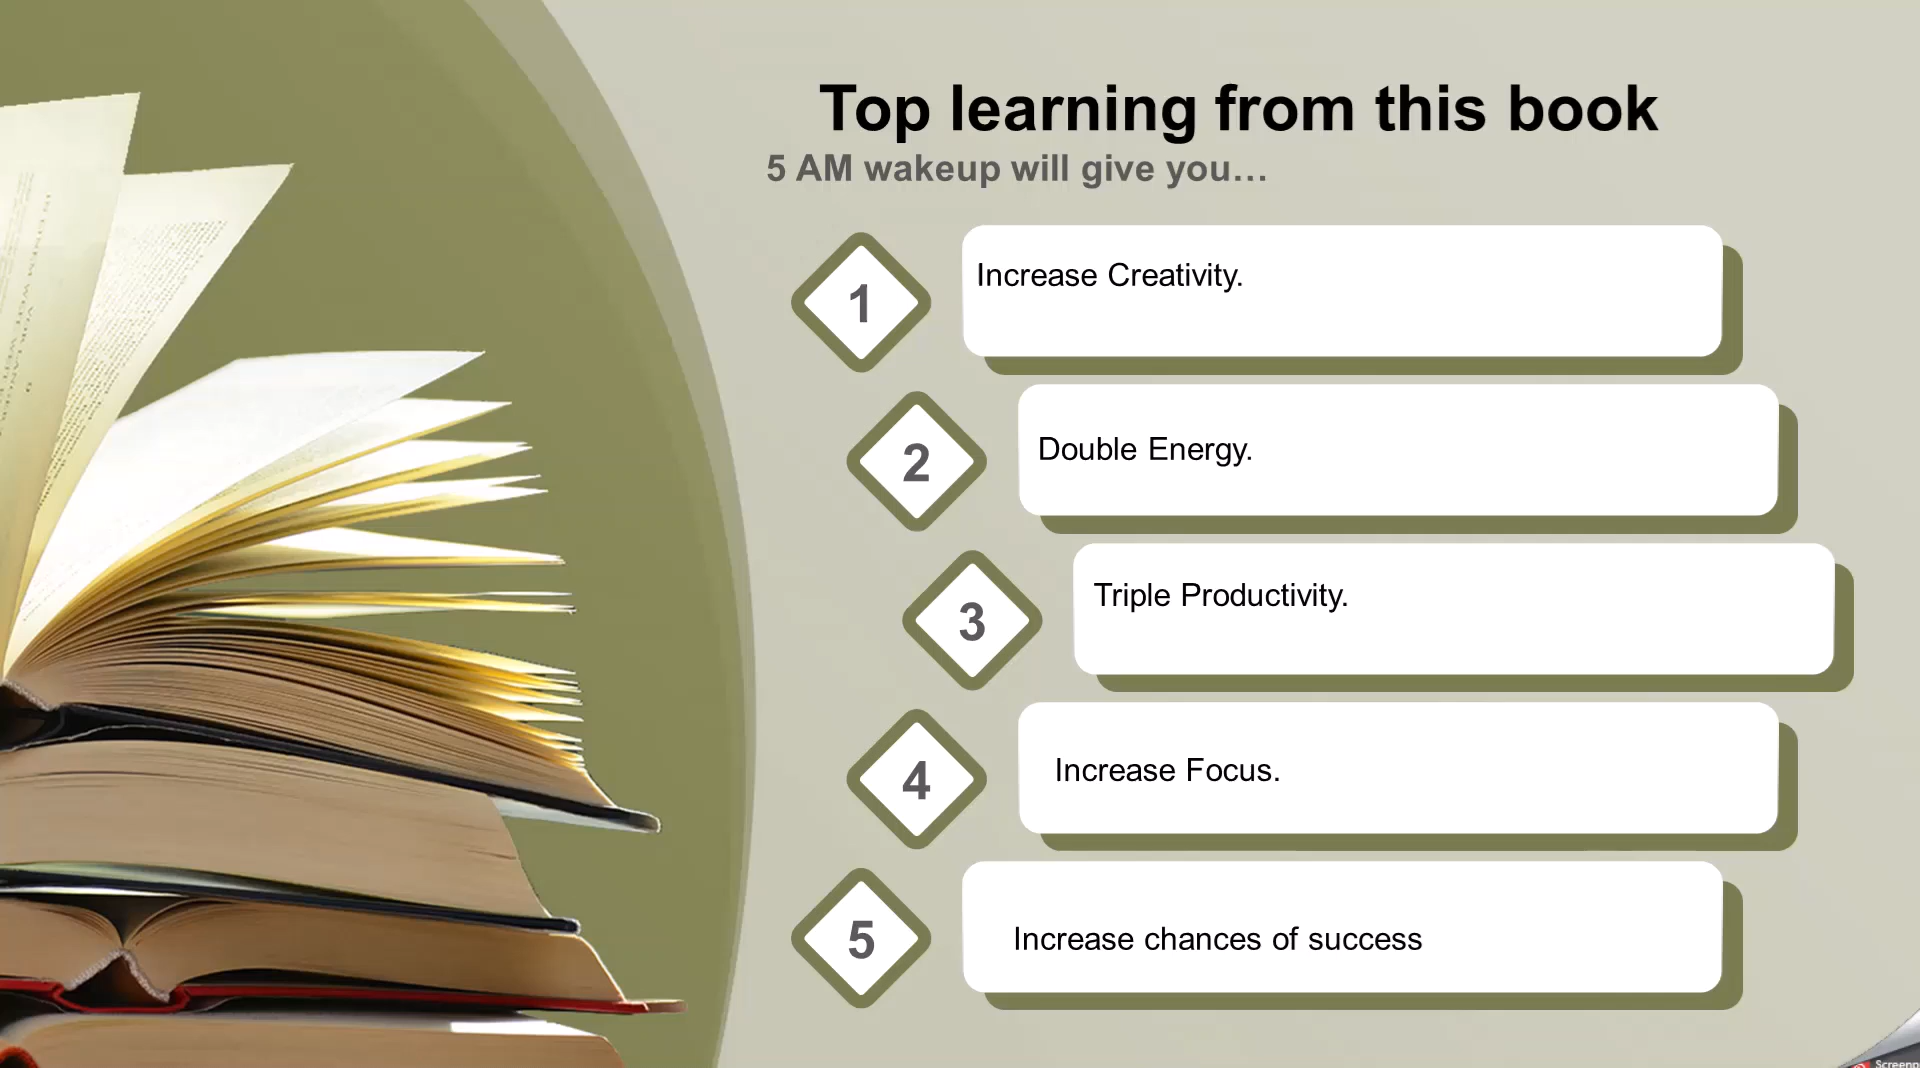 Top learning from this book
5 AM wakeup will give you…
1
Increase Creativity.
2
Double Energy.
3
Triple Productivity.
4
Increase Focus.
5
Increase chances of success